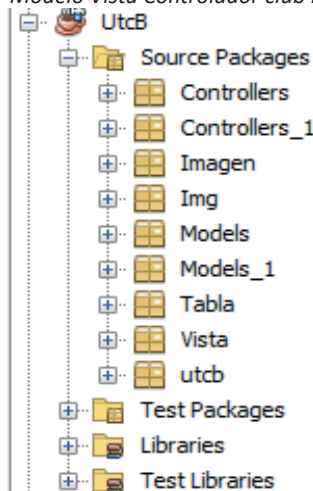 Modelo Vista Controlador club
UtcB
Source Packages
Controllers
Controllers_1
Imagen
Img
Models
Models_1
Tabla
Vista
utcb
Test Packages
Libraries
Test Libraries